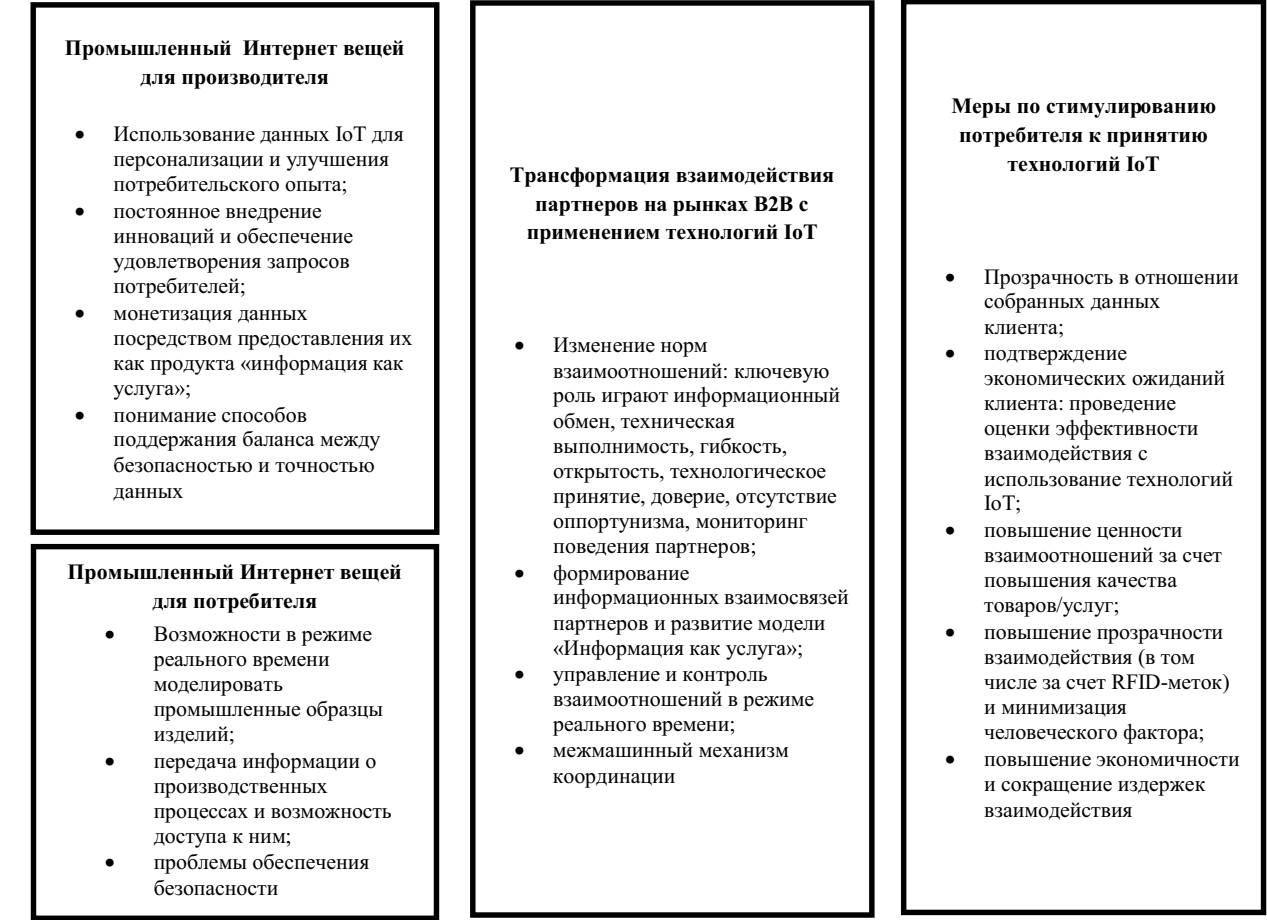 Промышленный Интернет вещей
для производителя
• Использование данных IoT для
персонализации и улучшения
потребительского опыта;
• постоянное внедрение
инноваций и обеспечение
удовлетворения запросов
потребителей;
• монетизация данных
посредством предоставления их
как продукта «информация как
услуга»;
• понимание способов
поддержания баланса между
безопасностью и точностью
данных
Промышленный Интернет вещей
для потребителя
• Возможности в режиме
реального времени
моделировать
промышленные образцы
изделий;
• передача информации о
производственных
процессах и возможность
доступа к ним;
• проблемы обеспечения
безопасности
Трансформация взаимодействия
партнеров на рынках B2B с
применением технологий IoT
• Изменение норм
взаимоотношений: ключевую
роль играют информационный
обмен, техническая
выполнимость, гибкость,
открытость, технологическое
принятие, доверие, отсутствие
оппортунизма, мониторинг
поведения партнеров;
• формирование
информационных взаимосвязей
партнеров и развитие модели
«Информация как услуга»;
• управление и контроль
взаимоотношений в режиме
реального времени;
• межмашинный механизм
координации
Меры по стимулированию
потребителя к принятию
технологий IoT
• Прозрачность в отношении
собранных данных
клиента;
• подтверждение
экономических ожиданий
клиента: проведение
оценки эффективности
взаимодействия с
использование технологий
IoT;
• повышение ценности
взаимоотношений за счет
повышения качества
товаров/услуг;
• повышение прозрачности
взаимодействия (в том
числе за счет RFID-меток)
и минимизация
человеческого фактора;
• повышение экономичности
и сокращение издержек
взаимодействия